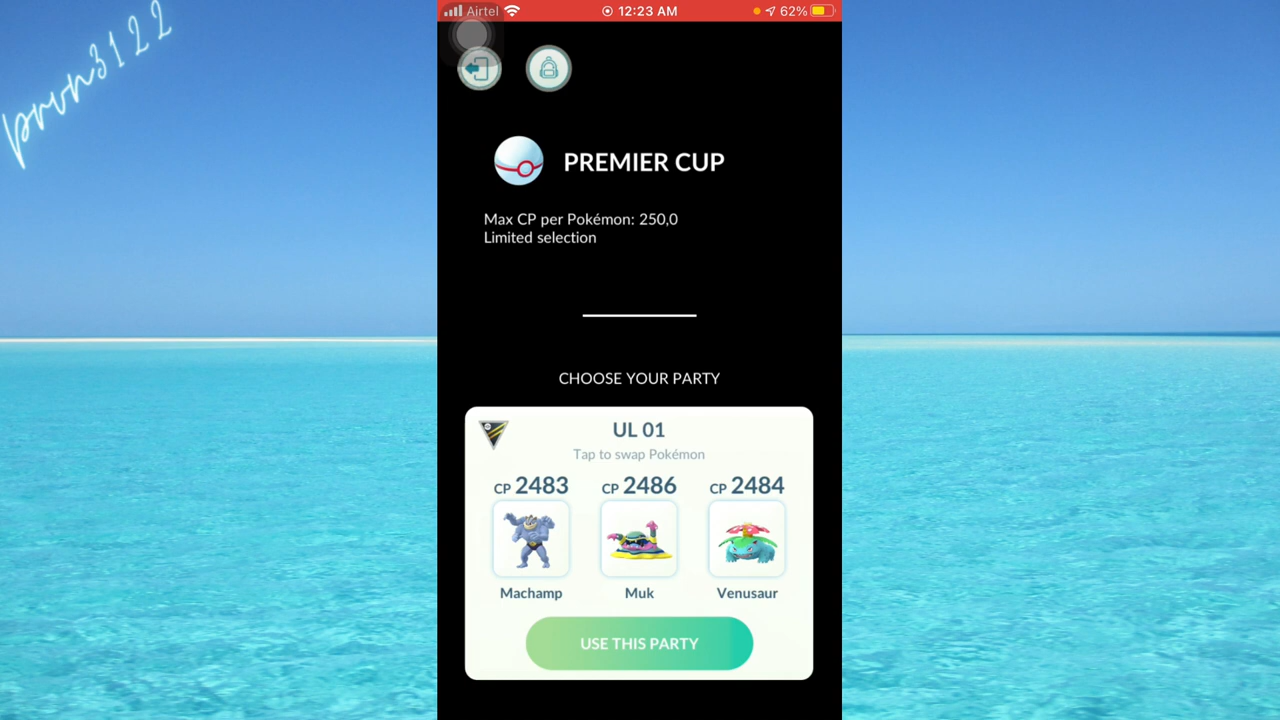 prvn3122
Airtel 12:23 AM 62%
PREMIER CUP
Max CP per Pokémon: 250,0
Limited selection
CHOOSE YOUR PARTY
UL 01
Tap to swap Pokémon
CP 2483 CP 2486 CP 2484
Machamp Muk Venusaur
USE THIS PARTY